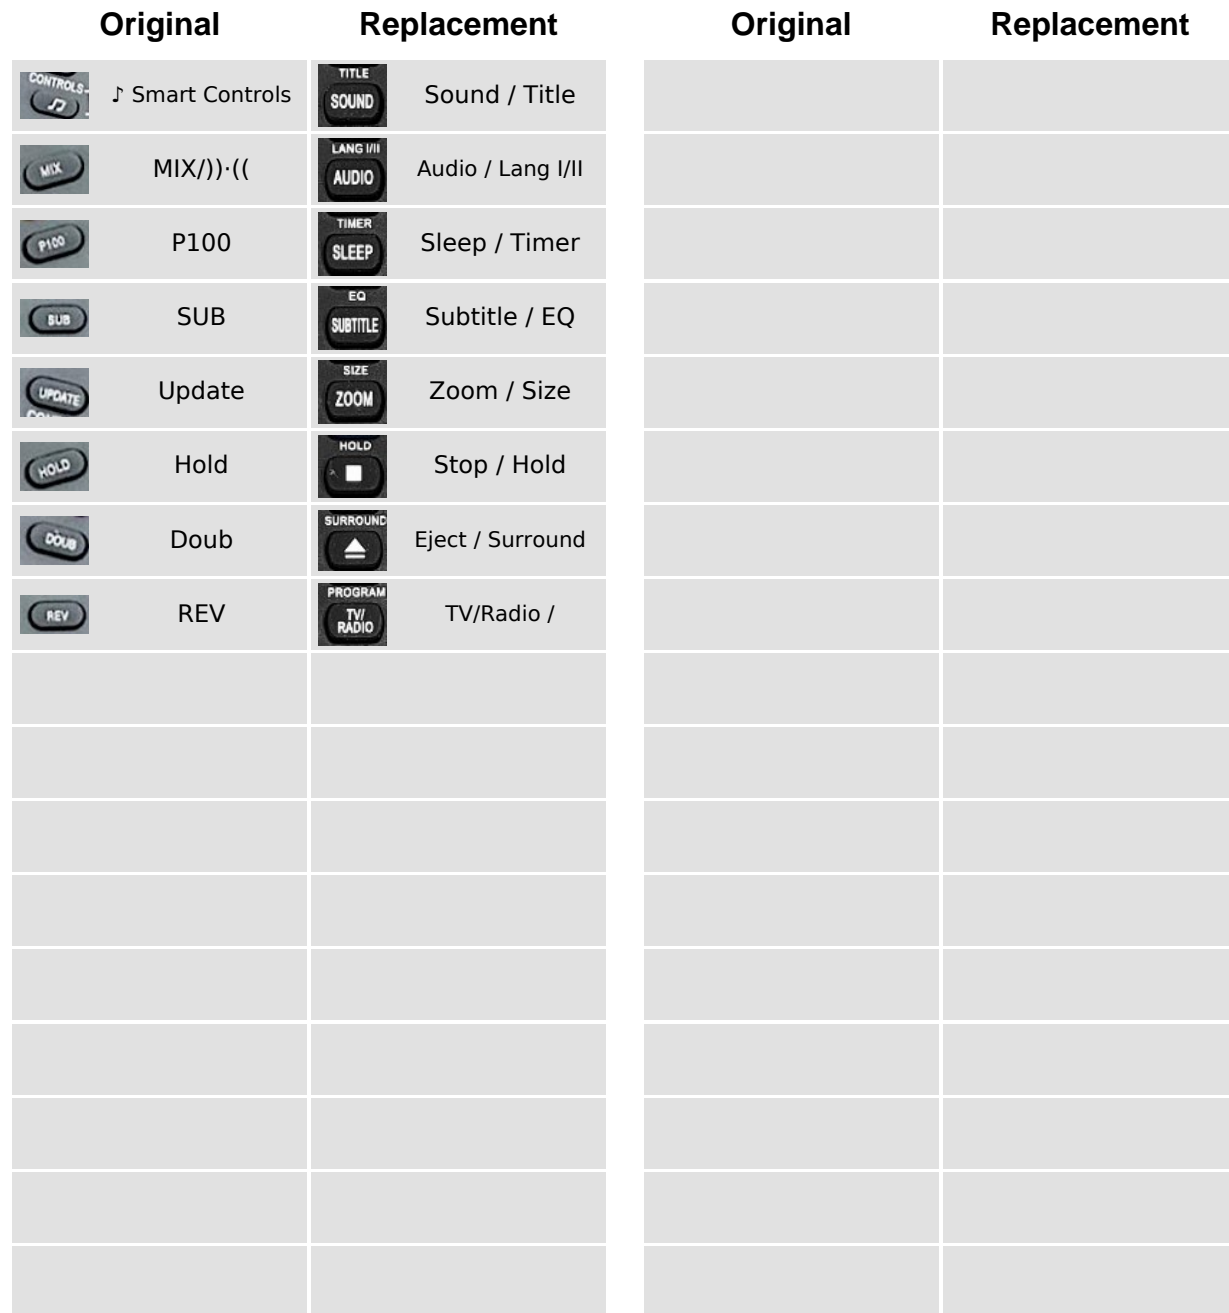 Original Replacement Original Replacement
CONTROLS ♪ Smart Controls TITLE SOUND Sound / Title
MIX MIX/))·(( LANG I/II AUDIO Audio / Lang I/II
P100 P100 TIMER SLEEP Sleep / Timer
SUB SUB EQ SUBTITLE Subtitle / EQ
UPDATE Update SIZE ZOOM Zoom / Size
HOLD Hold HOLD Stop / Hold
DOUB Doub SURROUND Eject / Surround
REV REV PROGRAM TV/ RADIO TV/Radio /